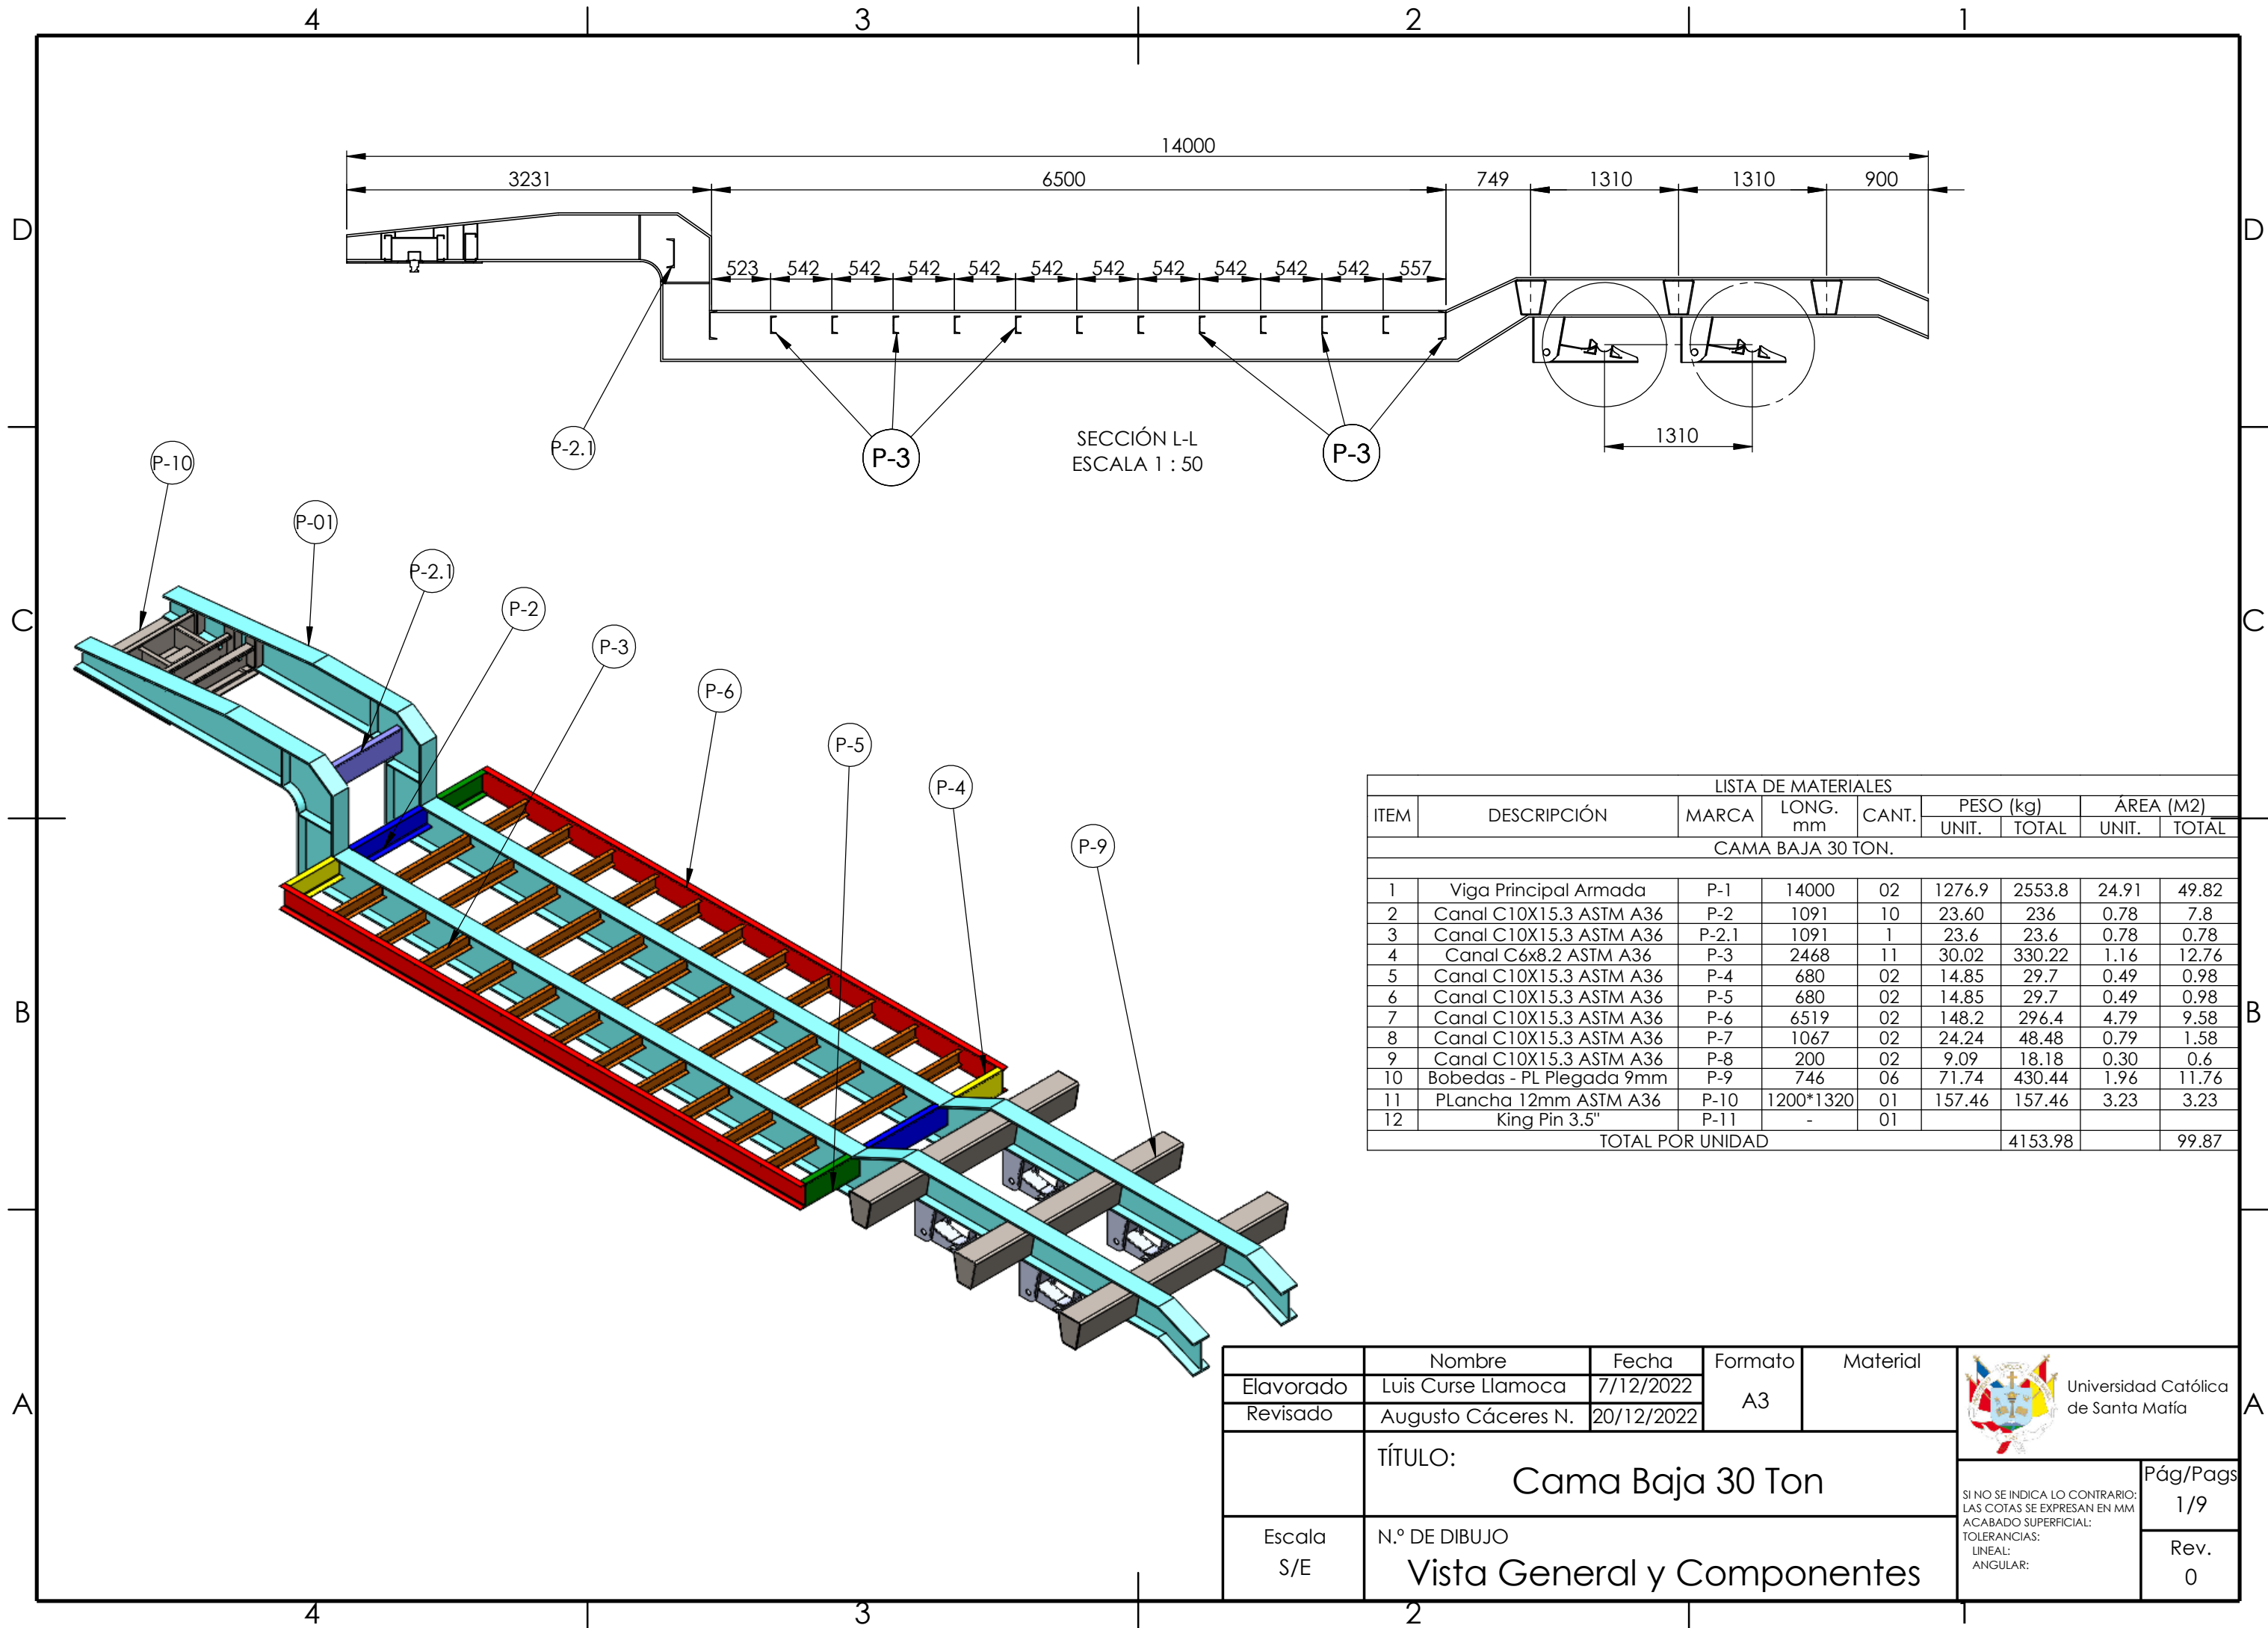 4 3 2 1
14000
3231 6500 749 1310 1310 900
D D
523 542 542 542 542 542 542 542 542 542 542 557
P-2.1 P-3 SECCIÓN L-L P-3 1310
ESCALA 1 : 50
P-10
P-01
P-2.1
C C
P-2
P-3
P-6
P-5
P-4
P-9
LISTA DE MATERIALES
ITEM DESCRIPCIÓN MARCA LONG. mm CANT. PESO (kg) ÁREA (M2)
UNIT. TOTAL UNIT. TOTAL
CAMA BAJA 30 TON.
1 Viga Principal Armada P-1 14000 02 1276.9 2553.8 24.91 49.82
2 Canal C10X15.3 ASTM A36 P-2 1091 10 23.60 236 0.78 7.8
3 Canal C10X15.3 ASTM A36 P-2.1 1091 1 23.6 23.6 0.78 0.78
4 Canal C6x8.2 ASTM A36 P-3 2468 11 30.02 330.22 1.16 12.76
5 Canal C10X15.3 ASTM A36 P-4 680 02 14.85 29.7 0.49 0.98
6 Canal C10X15.3 ASTM A36 P-5 680 02 14.85 29.7 0.49 0.98
7 Canal C10X15.3 ASTM A36 P-6 6519 02 148.2 296.4 4.79 9.58
8 Canal C10X15.3 ASTM A36 P-7 1067 02 24.24 48.48 0.79 1.58
9 Canal C10X15.3 ASTM A36 P-8 200 02 9.09 18.18 0.30 0.6
10 Bobedas - PL Plegada 9mm P-9 746 06 71.74 430.44 1.96 11.76
11 PLancha 12mm ASTM A36 P-10 1200*1320 01 157.46 157.46 3.23 3.23
12 King Pin 3.5" P-11 - 01
TOTAL POR UNIDAD 4153.98 99.87
B B
A A
Nombre Fecha Formato Material
Elavorado Luis Curse Llamoca 7/12/2022 A3
Revisado Augusto Cáceres N. 20/12/2022
Universidad Católica
de Santa Matía
TÍTULO:
Cama Baja 30 Ton
SI NO SE INDICA LO CONTRARIO:
LAS COTAS SE EXPRESAN EN MM
ACABADO SUPERFICIAL:
TOLERANCIAS:
LINEAL:
ANGULAR:
Pág/Pags
1/9
Escala
S/E
N.º DE DIBUJO
Vista General y Componentes
Rev.
0
4 3 2 1